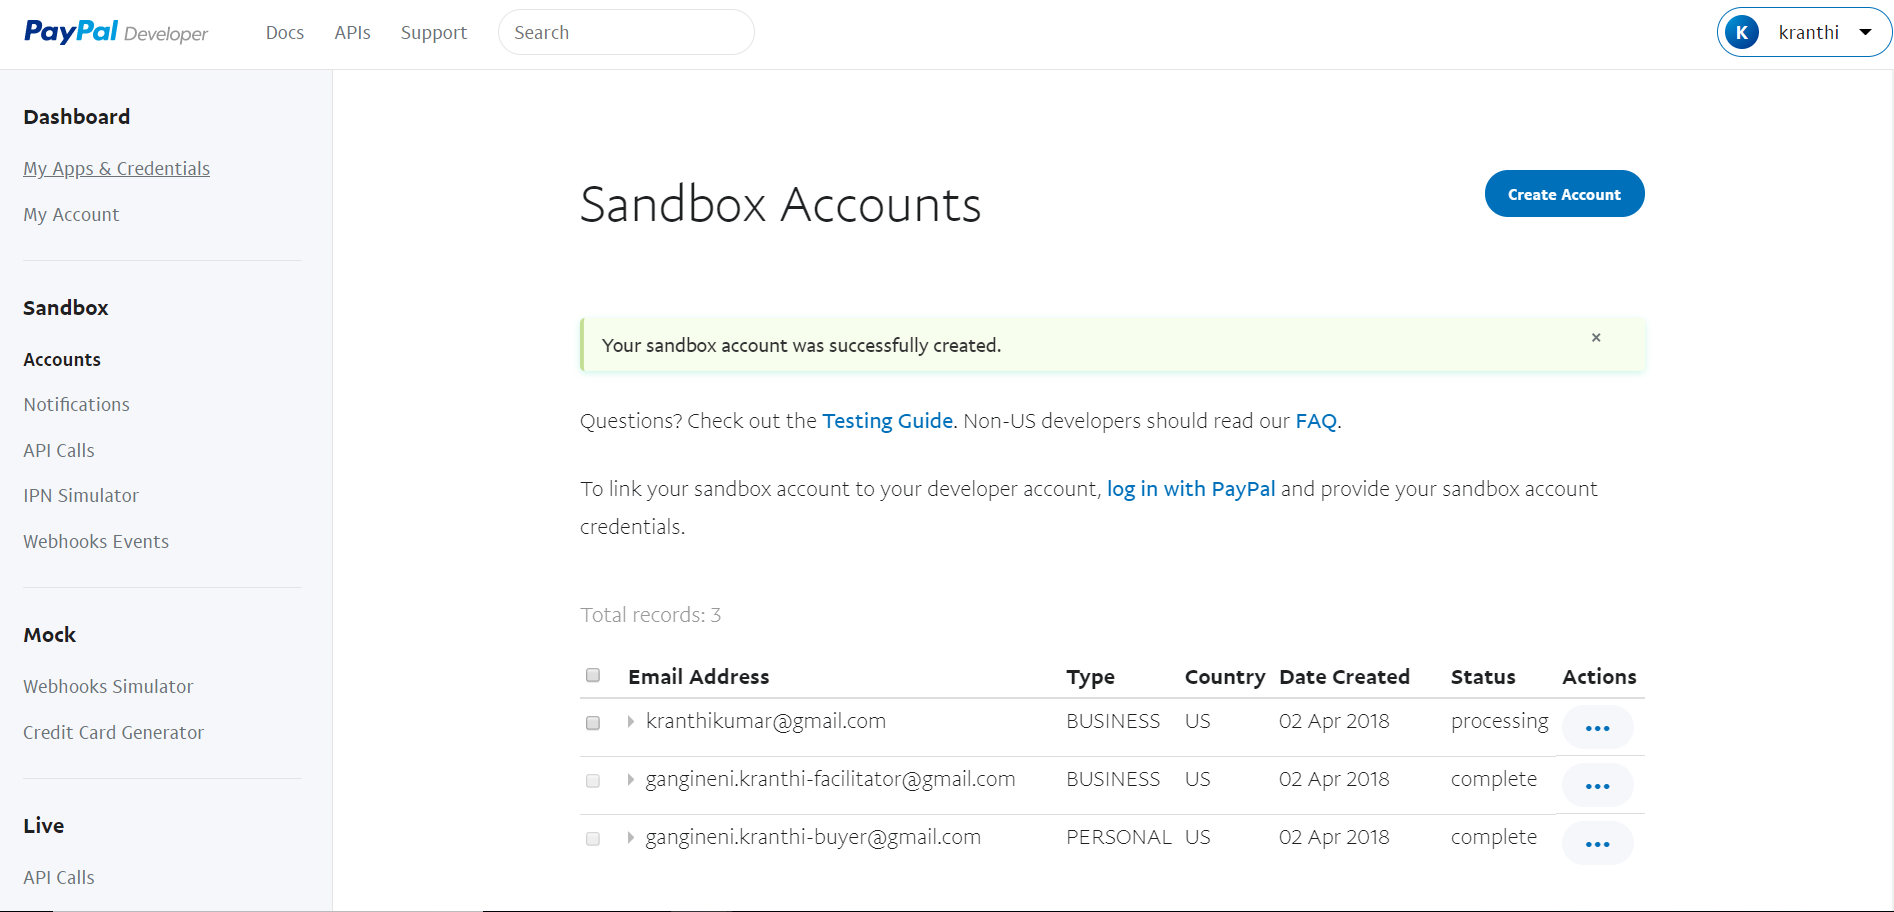 PayPal Developer
Docs
APIs
Support
Search
K
kranthi
Dashboard
My Apps & Credentials
My Account
Sandbox
Accounts
Notifications
API Calls
IPN Simulator
Webhooks Events
Mock
Webhooks Simulator
Credit Card Generator
Live
API Calls
Sandbox Accounts
Create Account
Your sandbox account was successfully created.
×
Questions? Check out the Testing Guide. Non-US developers should read our FAQ.
To link your sandbox account to your developer account, log in with PayPal and provide your sandbox account
credentials.
Total records: 3
Email Address Type Country Date Created Status Actions
kranthikumar@gmail.com BUSINESS US 02 Apr 2018 processing
gangineni.kranthi-facilitator@gmail.com BUSINESS US 02 Apr 2018 complete
gangineni.kranthi-buyer@gmail.com PERSONAL US 02 Apr 2018 complete